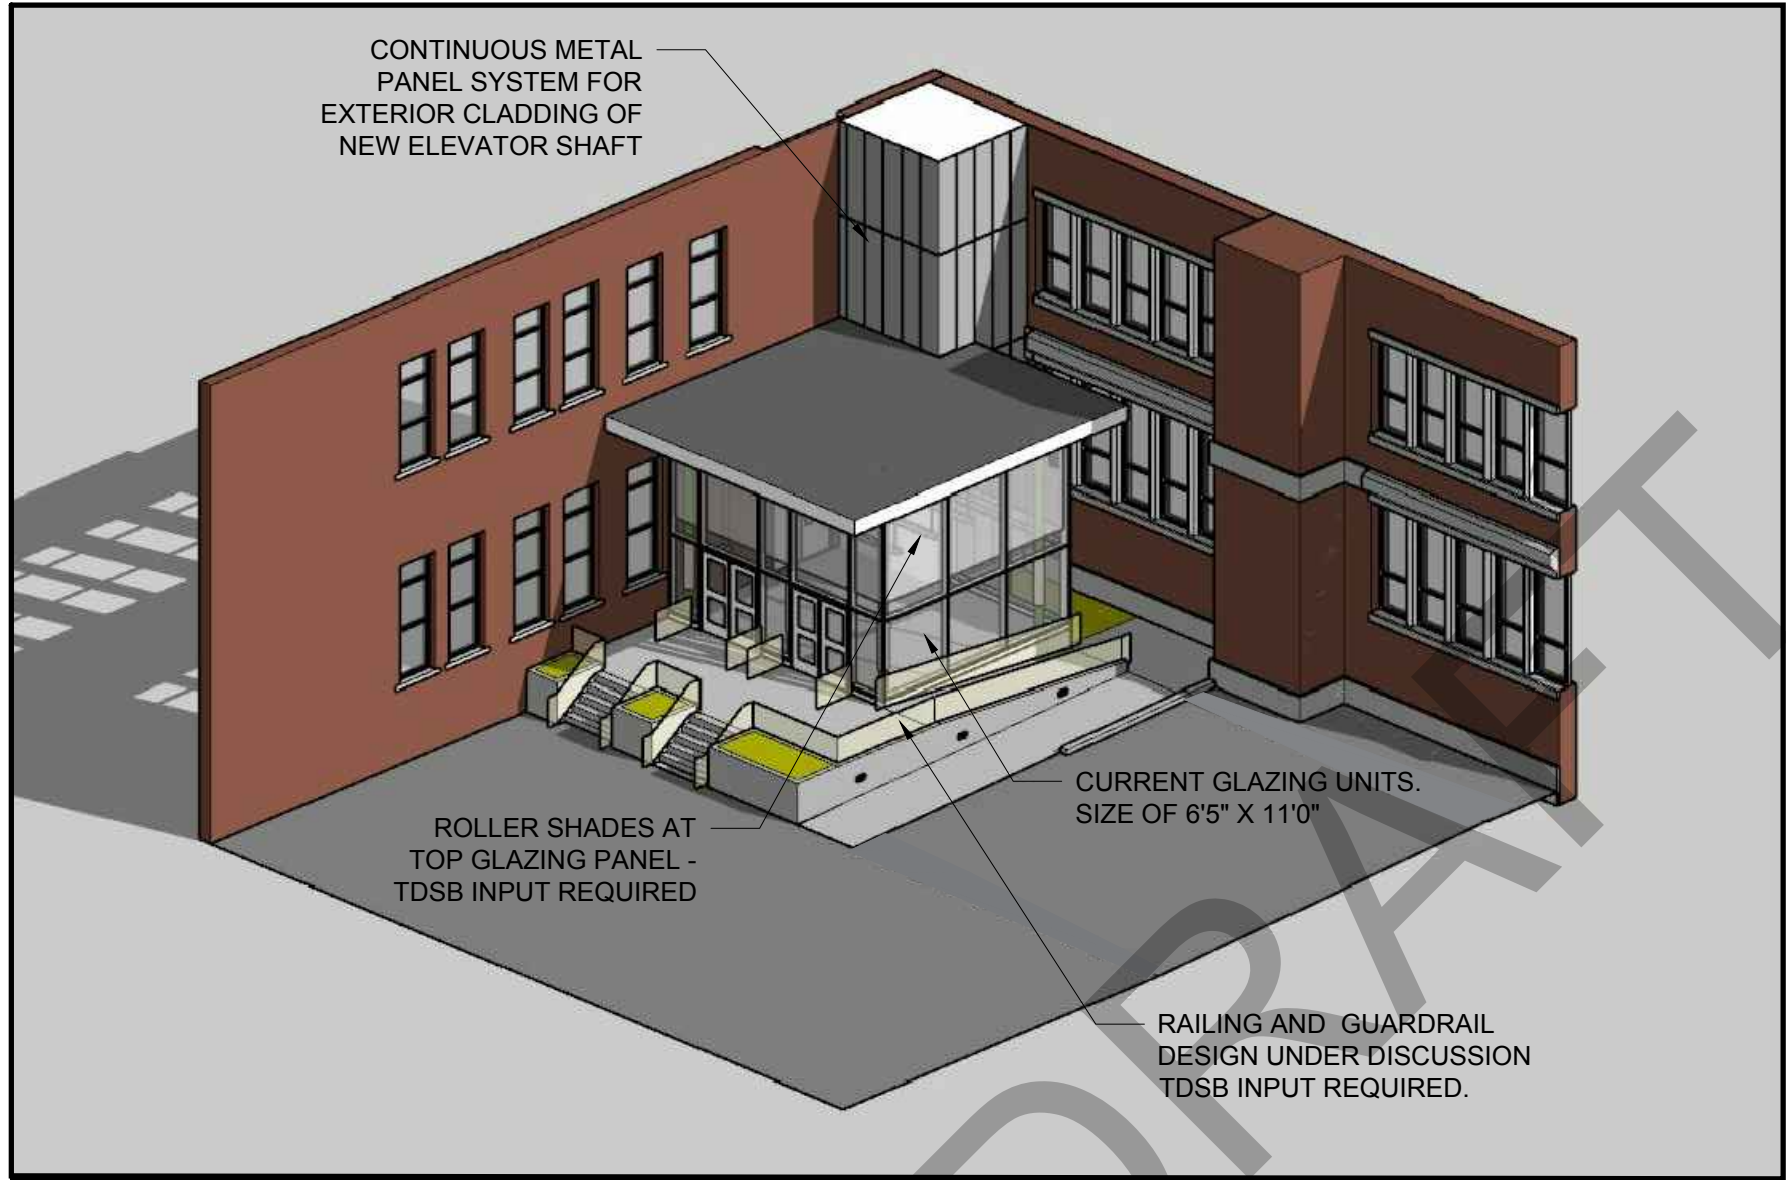 CONTINUOUS METAL
PANEL SYSTEM FOR
EXTERIOR CLADDING OF
NEW ELEVATOR SHAFT
ROLLER SHADES AT
TOP GLAZING PANEL -
TDSB INPUT REQUIRED
CURRENT GLAZING UNITS.
SIZE OF 6'5" X 11'0"
RAILING AND GUARDRAIL
DESIGN UNDER DISCUSSION
TDSB INPUT REQUIRED.
DRAFT